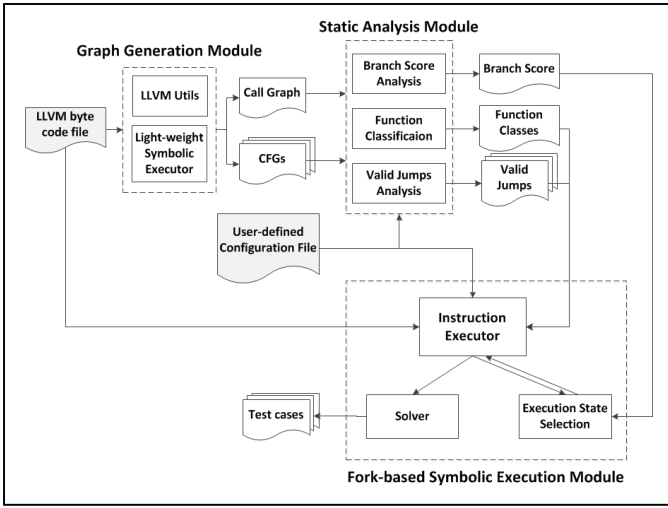 Static Analysis Module
Graph Generation Module
LLVM Utils
Light-weight
Symbolic
Executor
LLVM byte
code file
Call Graph
CFGs
Branch Score
Analysis
Function
Classificaion
Valid Jumps
Analysis
Branch Score
Function
Classes
Valid
Jumps
User-defined
Configuration File
Instruction
Executor
Test cases
Solver
Execution State
Selection
Fork-based Symbolic Execution Module